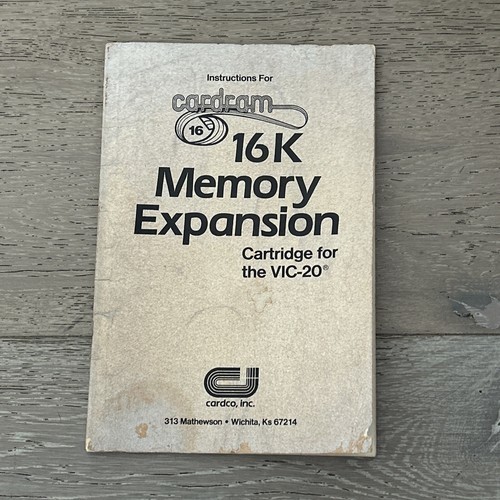 Instructions For
cardram
16
16K
Memory
Expansion
Cartridge for
the VIC-20®
cardco, inc.
313 Mathewson • Wichita, Ks 67214